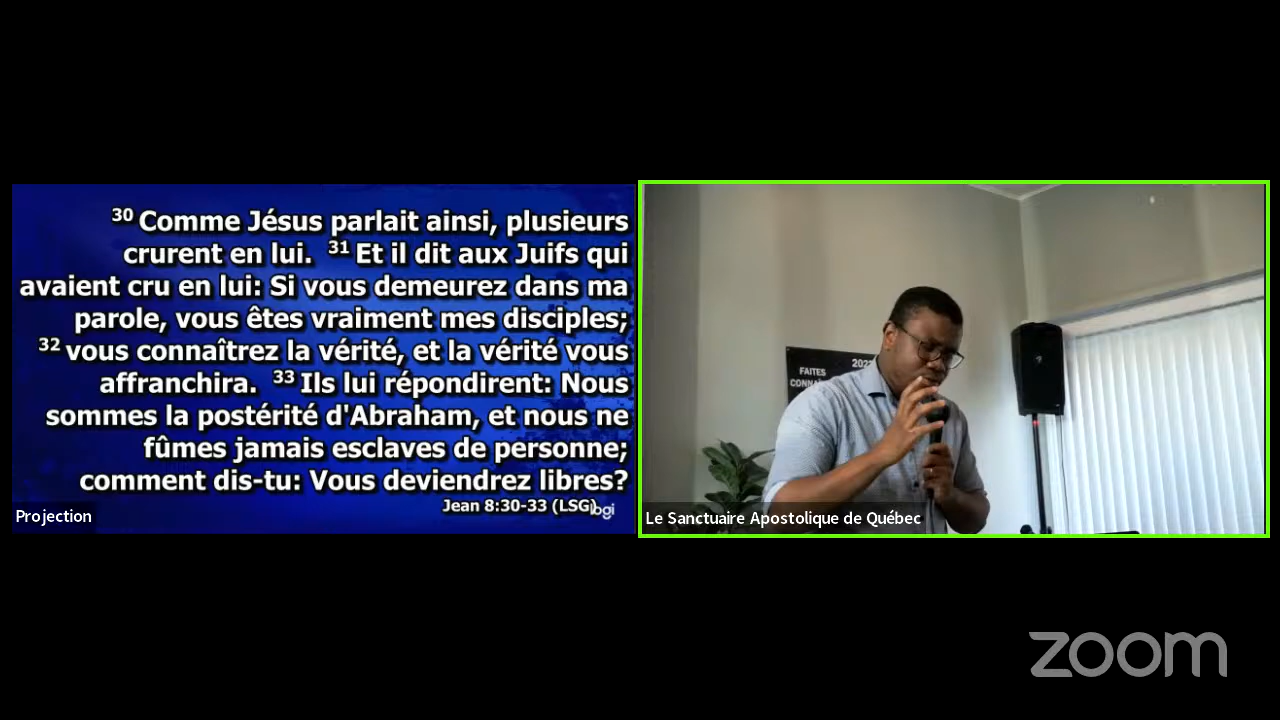 30 Comme Jésus parlait ainsi, plusieurs
crurent en lui. 31 Et il dit aux Juifs qui
avaient cru en lui: Si vous demeurez dans ma
parole, vous êtes vraiment mes disciples;
32 vous connaîtrez la vérité, et la vérité vous
affranchira. 33 Ils lui répondirent: Nous
sommes la postérité d'Abraham, et nous ne
fûmes jamais esclaves de personne;
comment dis-tu: Vous deviendrez libres?
Jean 8:30-33 (LSG)
Projection
FAITES
Le Sanctuaire Apostolique de Québec
zoom